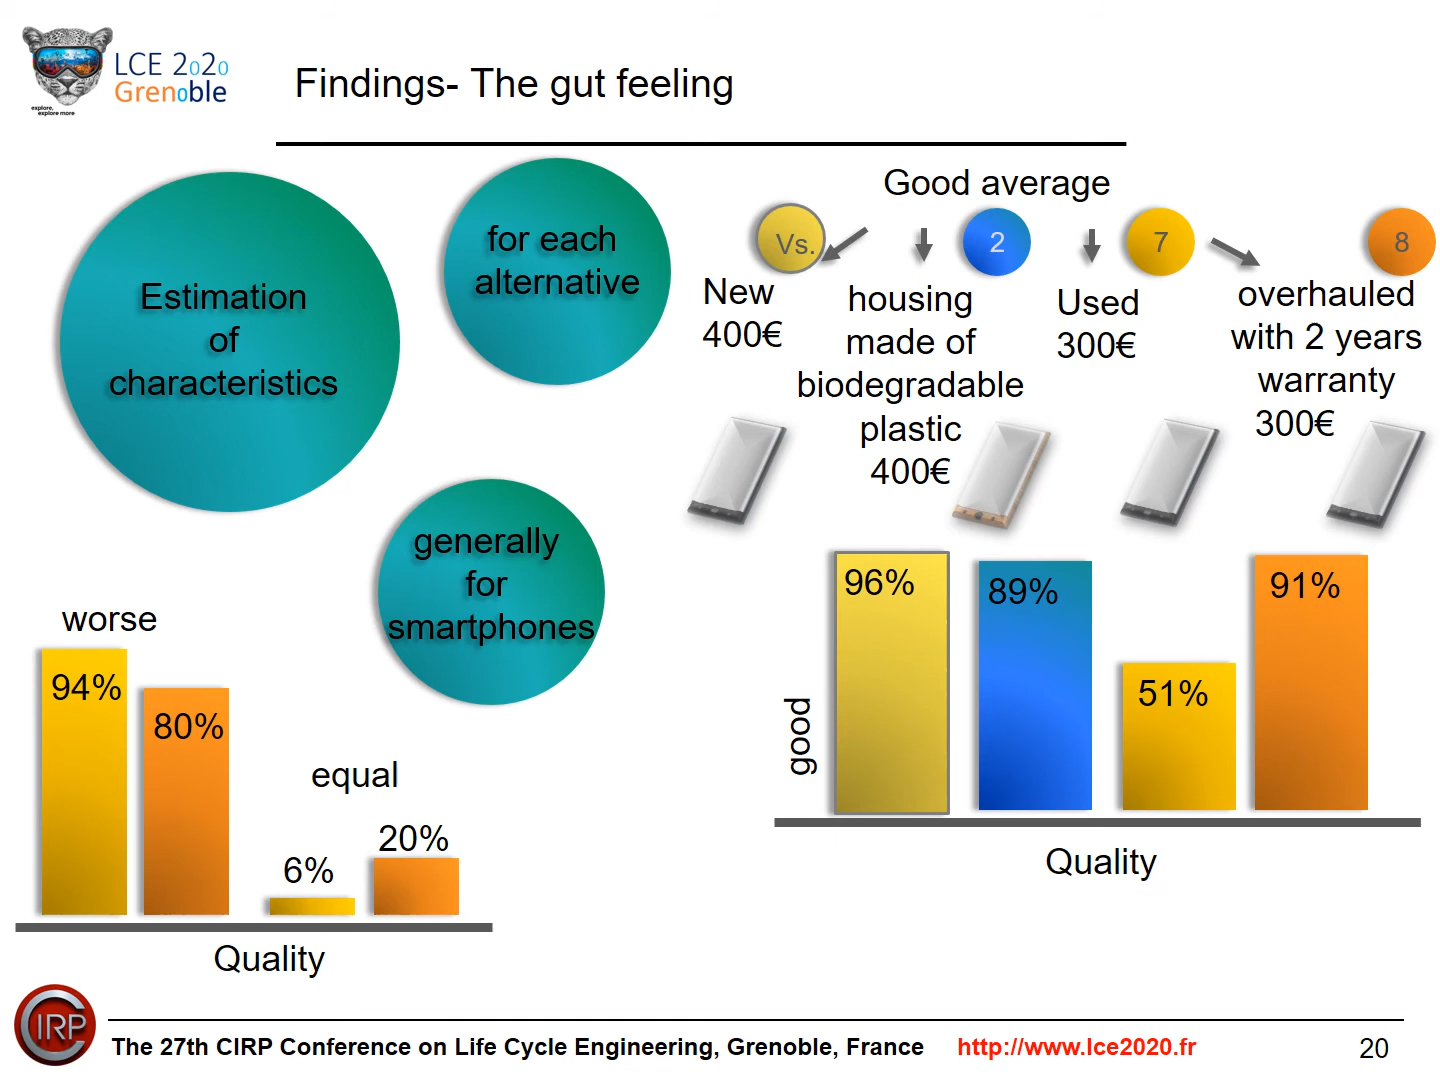 LCE 2020
Grenoble
explore,
explore more
Findings- The gut feeling
Estimation
of
characteristics
for each
alternative
generally
for
smartphones
Good average
Vs.
2
7
8
New
400€
housing
made of
biodegradable
plastic
400€
Used
300€
overhauled
with 2 years
warranty
300€
worse
94%
80%
equal
6%
20%
Quality
good
96%
89%
51%
91%
Quality
CIRP
The 27th CIRP Conference on Life Cycle Engineering, Grenoble, France http://www.lce2020.fr
20